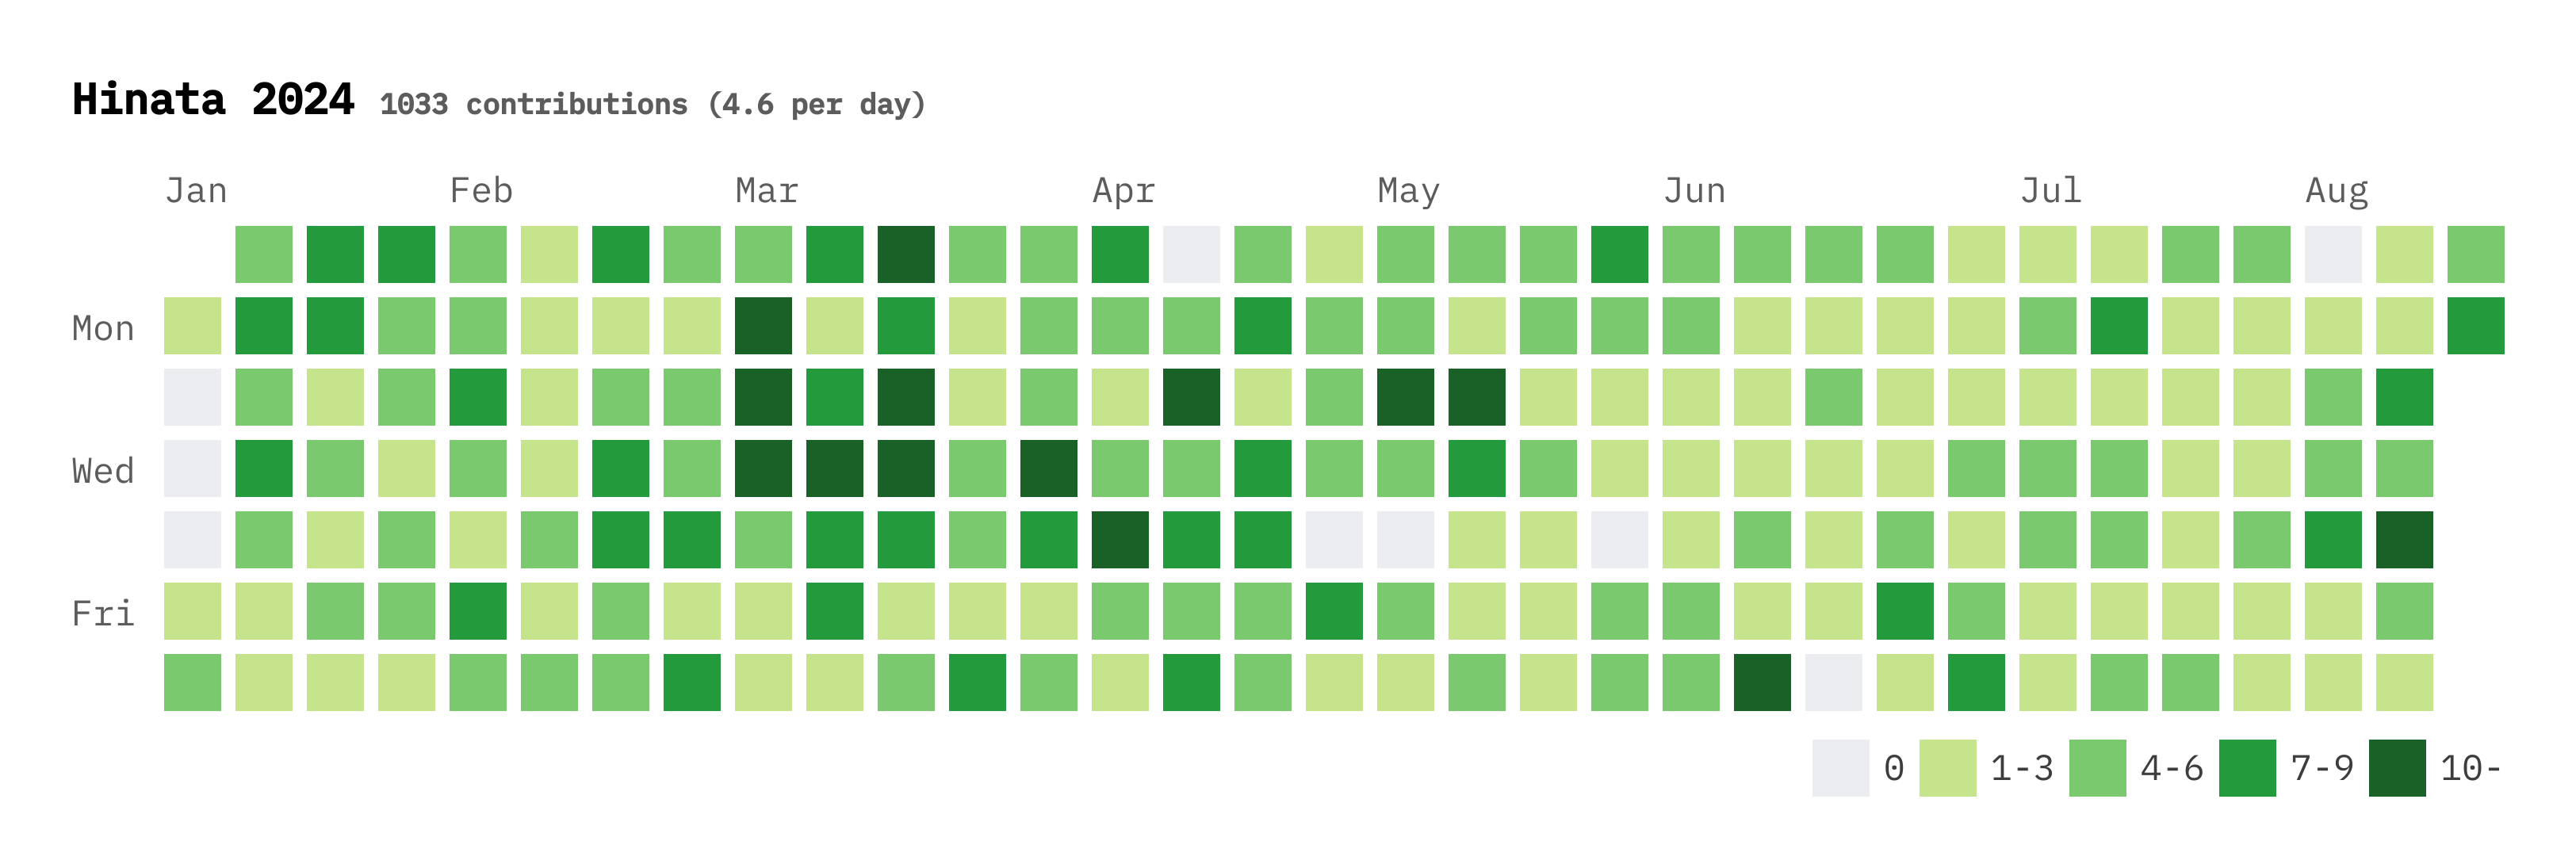 Hinata 2024 1033 contributions (4.6 per day)
Jan Feb Mar Apr May Jun Jul Aug
Mon
Wed
Fri
0 1-3 4-6 7-9 10-